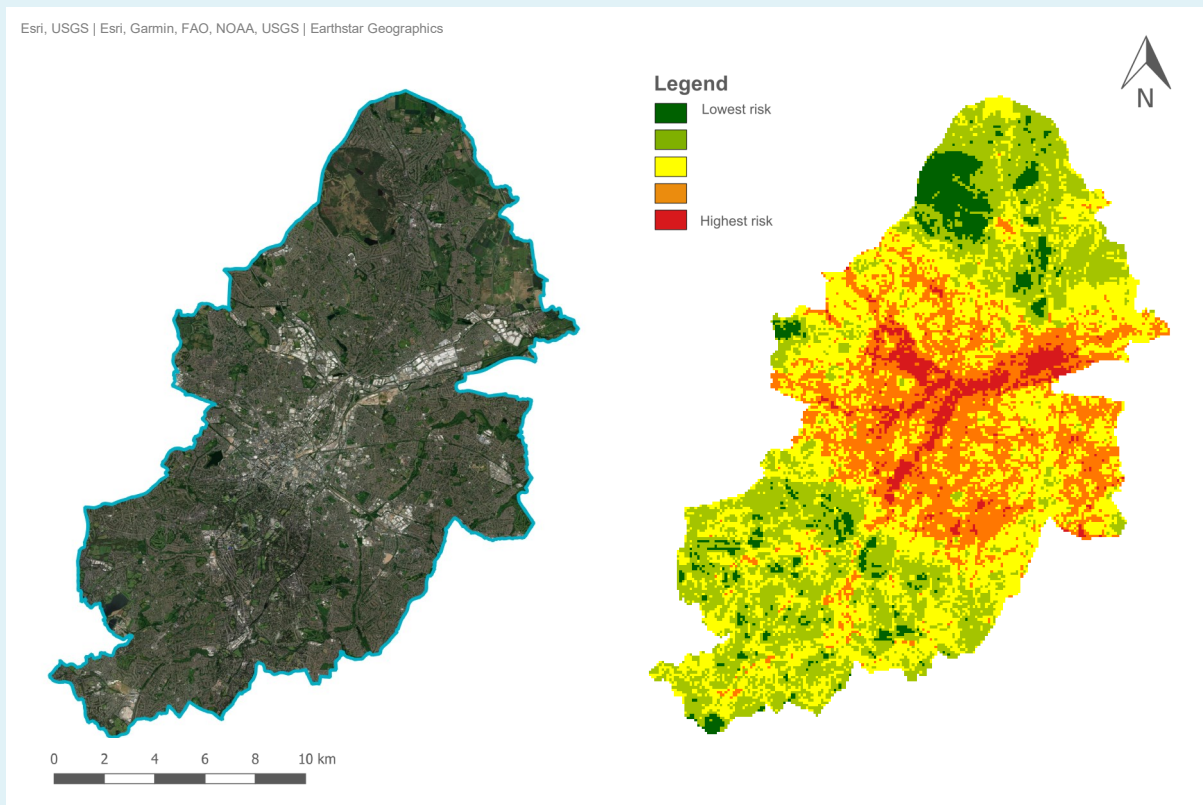 Esri, USGS | Esri, Garmin, FAO, NOAA, USGS | Earthstar Geographics
Legend
Lowest risk
Highest risk
N
0 2 4 6 8 10 km